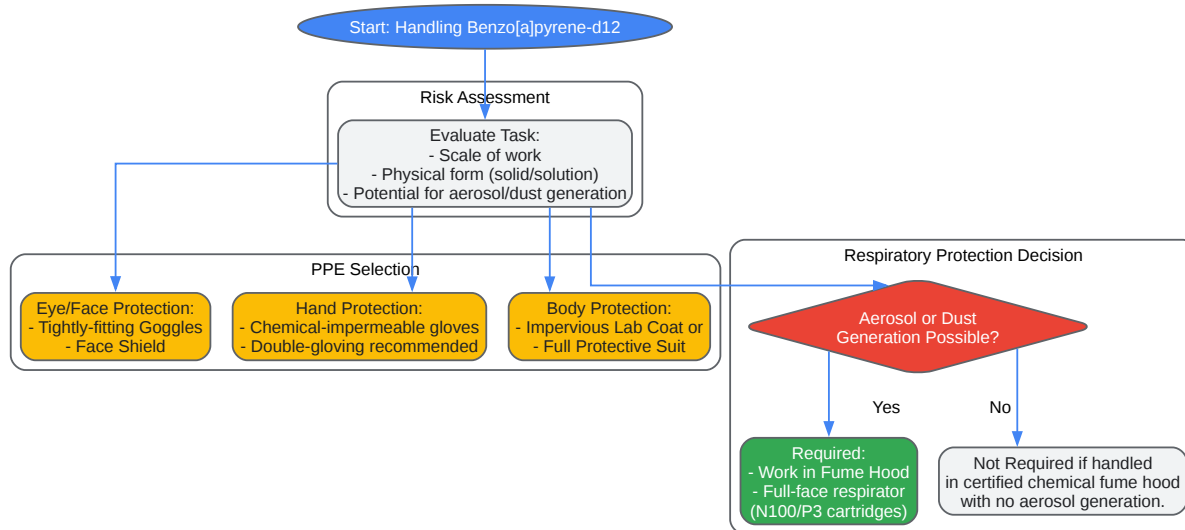 Start: Handling Benzo[a]pyrene-d12
Risk Assessment
Evaluate Task:
- Scale of work
- Physical form (solid/solution)
- Potential for aerosol/dust generation
PPE Selection
Eye/Face Protection:
- Tightly-fitting Goggles
- Face Shield
Hand Protection:
- Chemical-impermeable gloves
- Double-gloving recommended
Body Protection:
- Impervious Lab Coat or
- Full Protective Suit
Respiratory Protection Decision
Aerosol or Dust
Generation Possible?
Yes
No
Required:
- Work in Fume Hood
- Full-face respirator
(N100/P3 cartridges)
Not Required if handled
in certified chemical fume hood
with no aerosol generation.